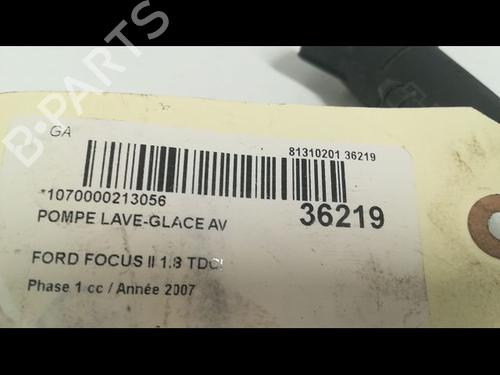 B-PARTS
GA
81310201 36219
*1070000213056
36219
POMPE LAVE-GLACE AV
FORD FOCUS II 1.8 TDCI
Phase 1 cc / Année 2007